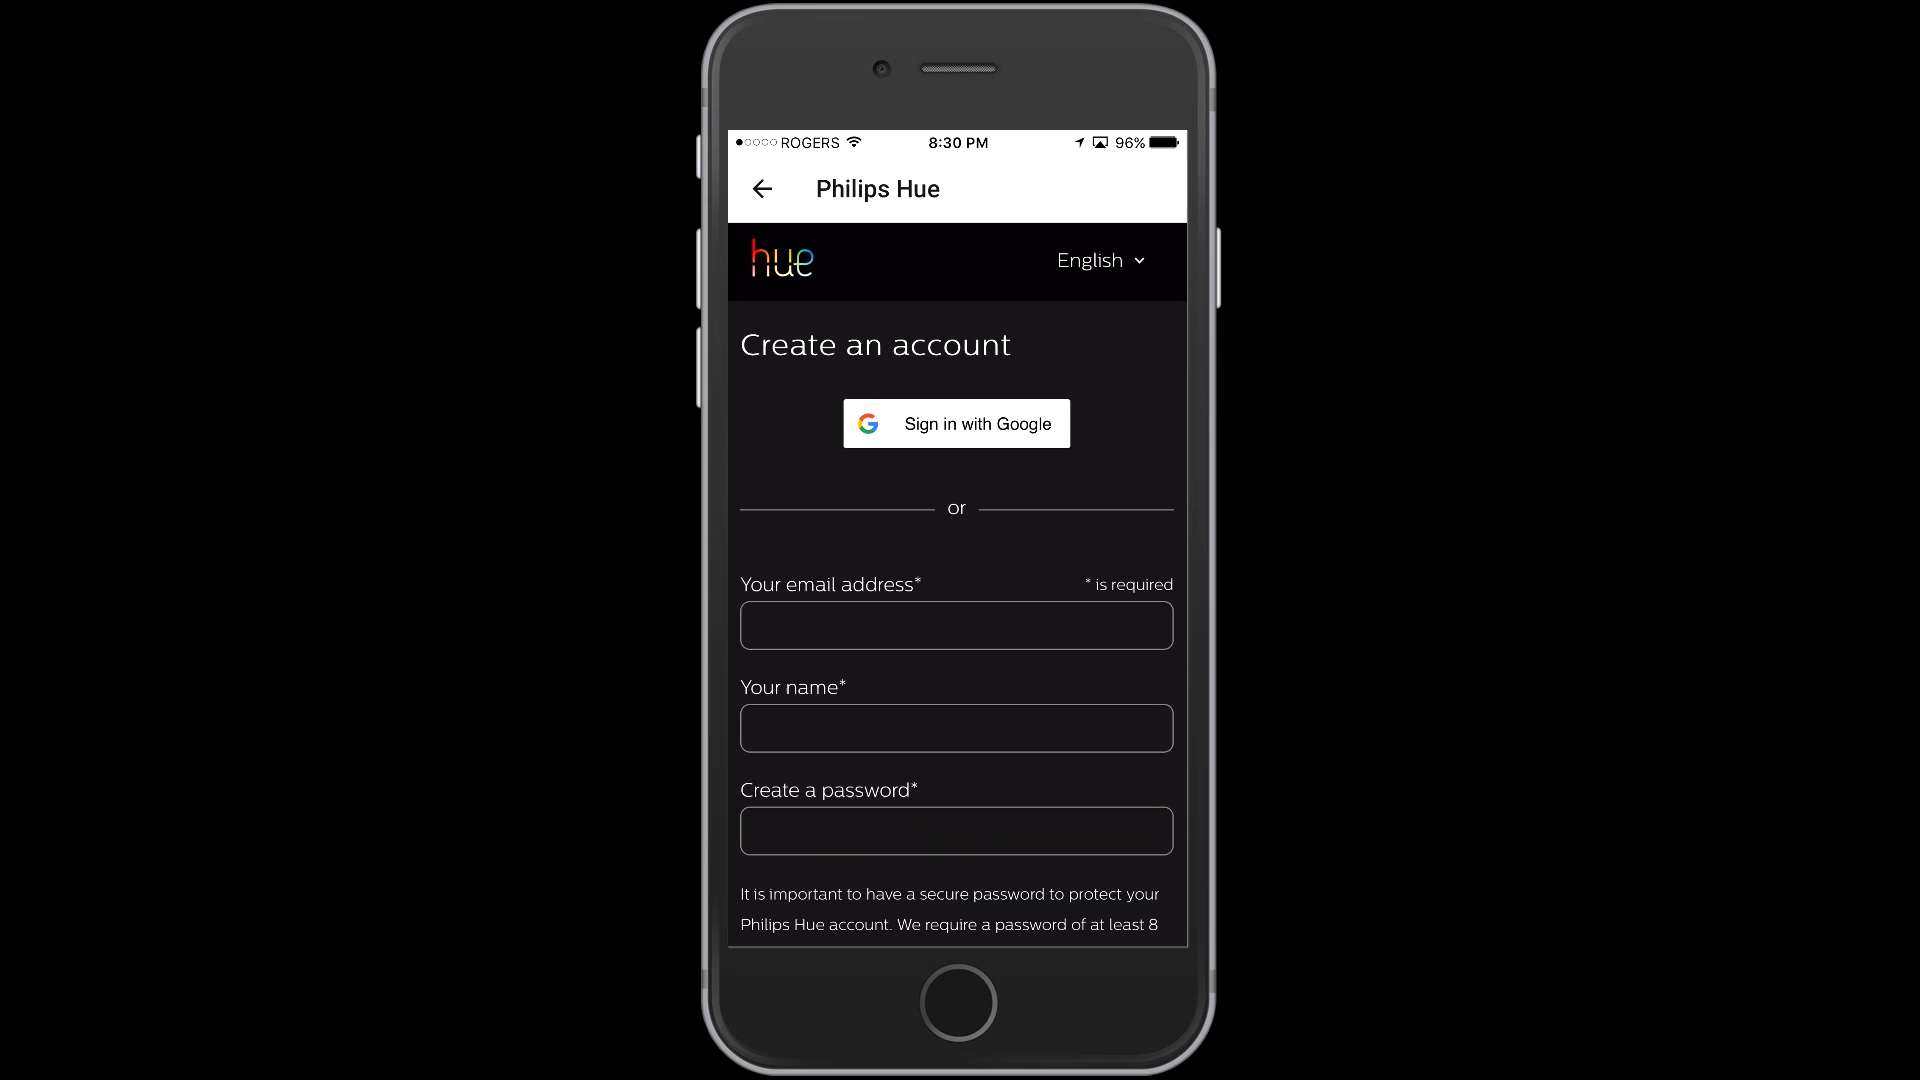 ROGERS 8:30 PM 96%
Philips Hue
hue English
Create an account
Sign in with Google
or
Your email address* * is required
Your name*
Create a password*
It is important to have a secure password to protect your
Philips Hue account. We require a password of at least 8